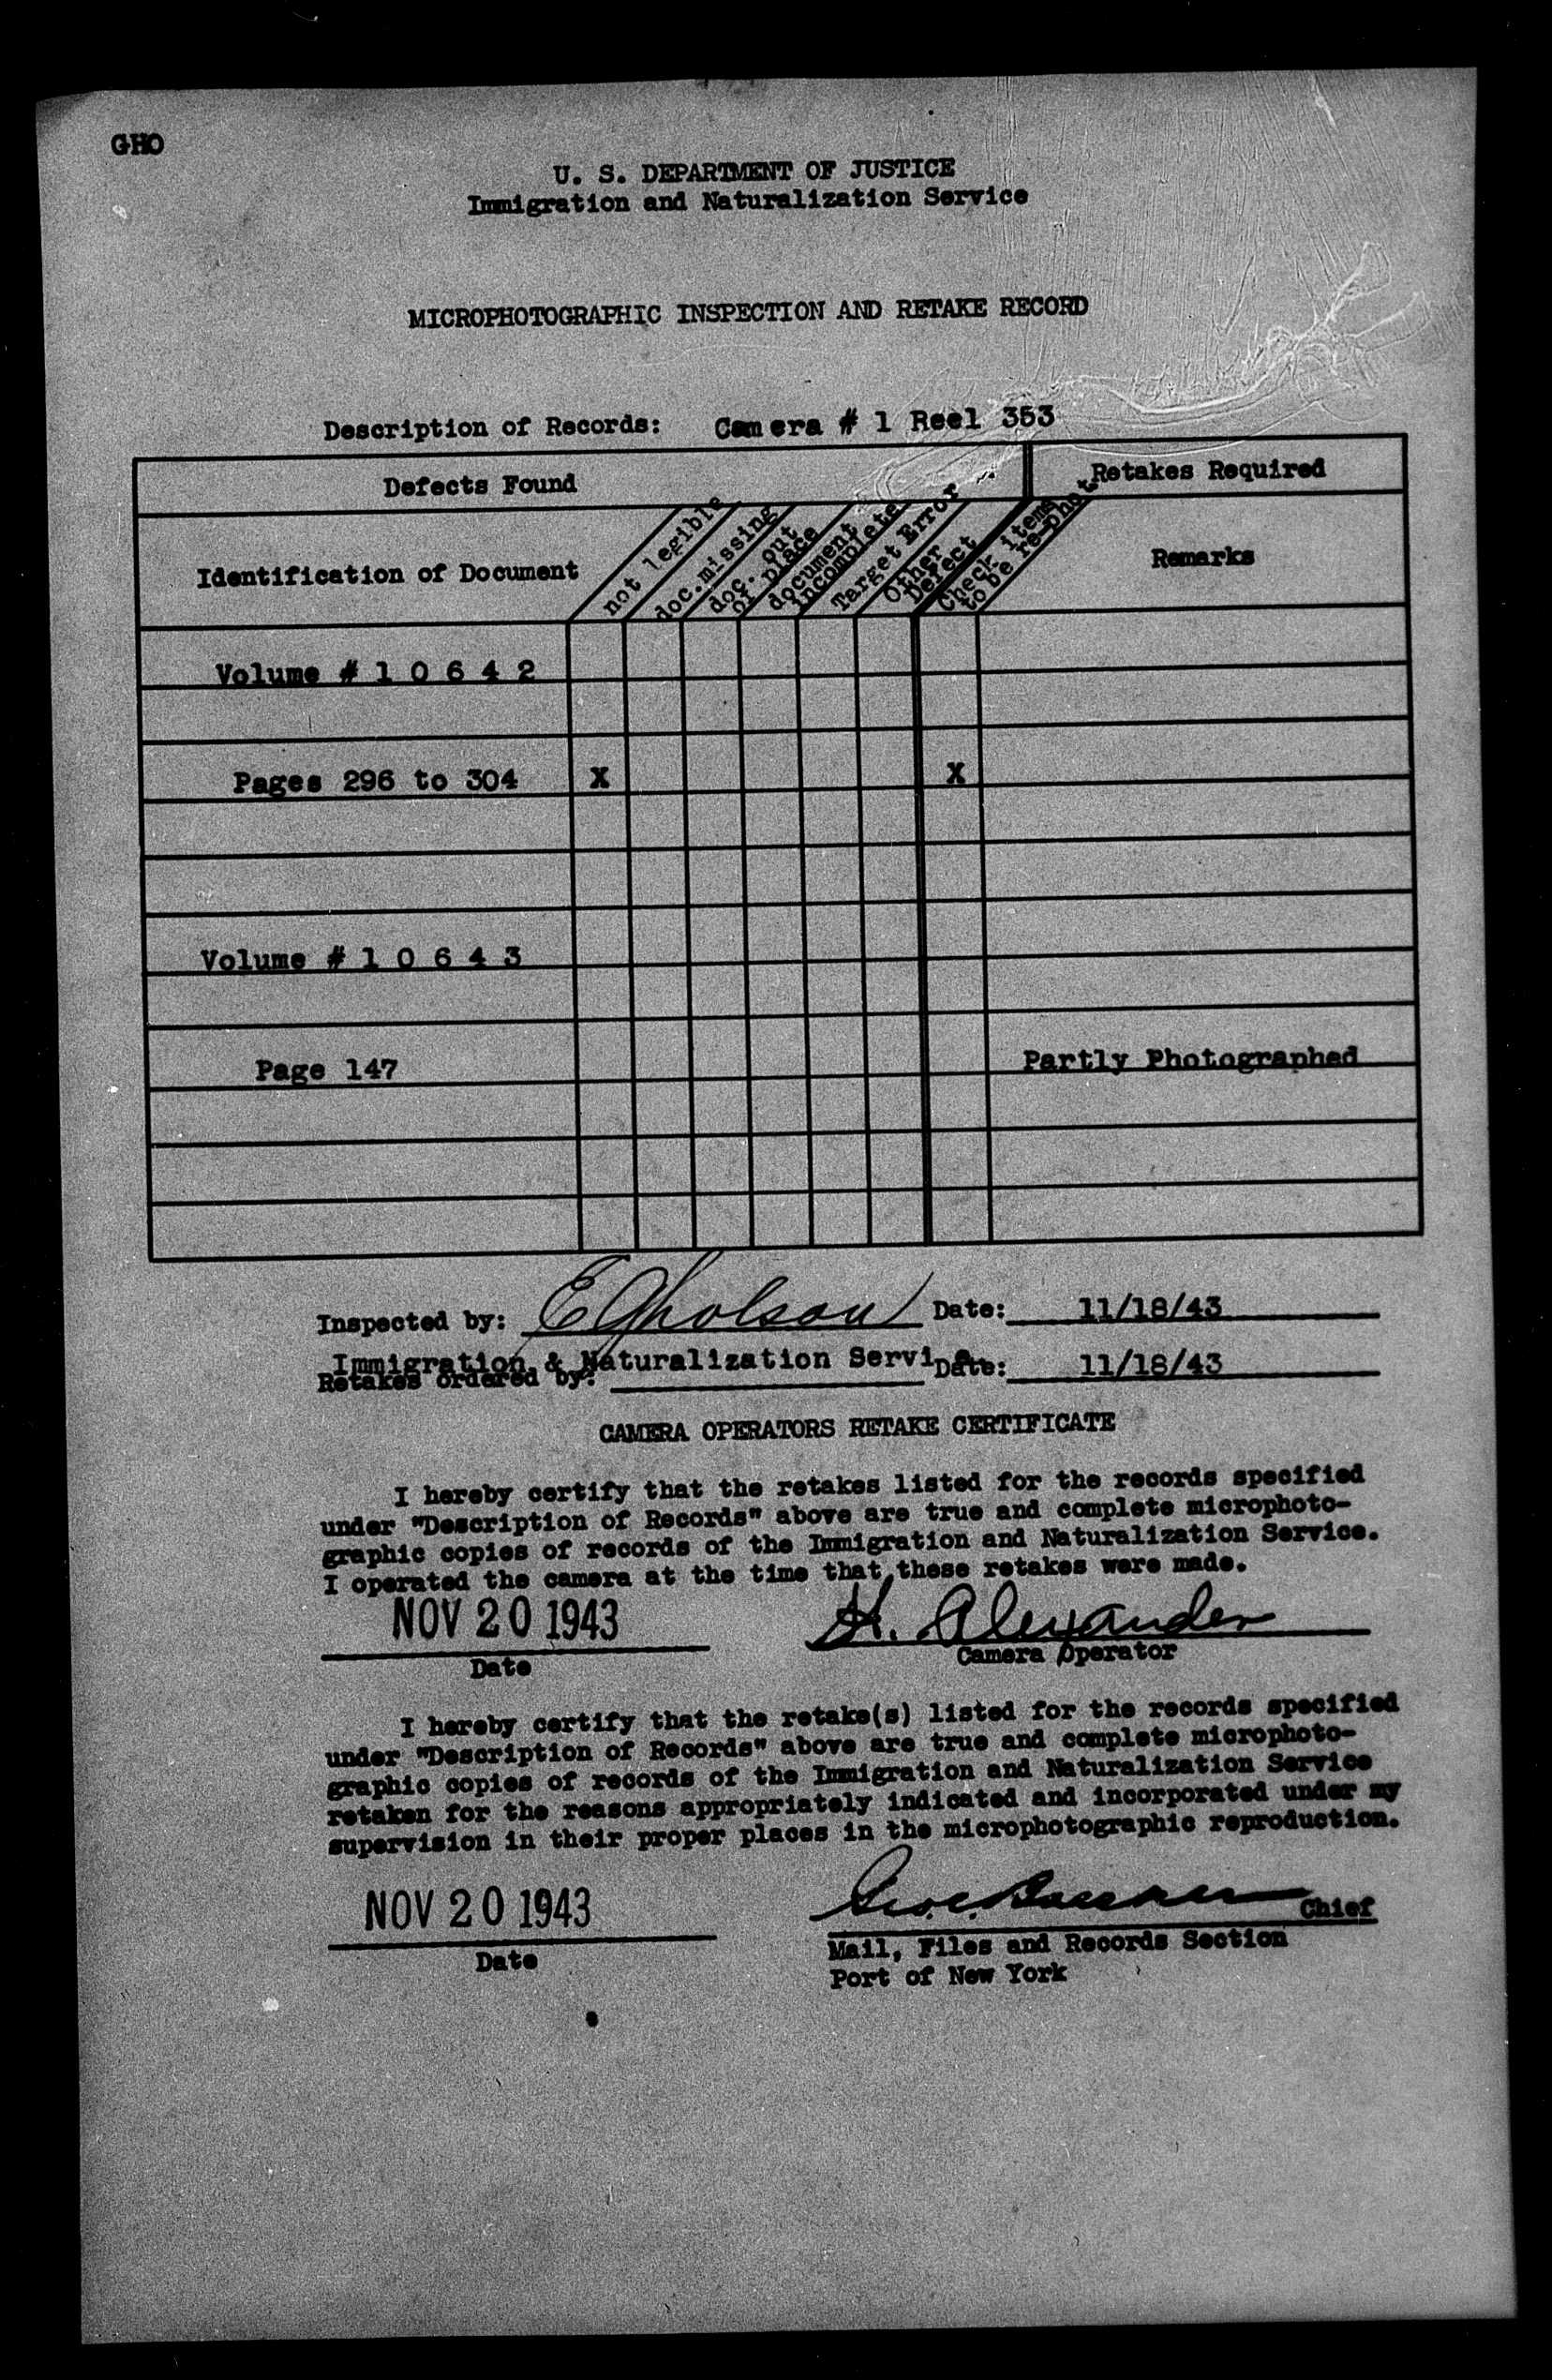 GHO
U. S. DEPARTMENT OF JUSTICE
Immigration and Naturalization Service
MICROPHOTOGRAPHIC INSPECTION AND RETAKE RECORD
Description of Records: Camera # 1 Reel 353
Defects Found
Retakes Required
Identification of Document
not legible
doc. missing
doc. out
of place
document
incomplete
Target Error
Other
Defect
Check items
to be re-phot.
Remarks
Volume # 1 0 6 4 2
Pages 296 to 304 X X
Volume # 1 0 6 4 3
Page 147 Partly Photographed
Inspected by: E Gholson Date: 11/18/43
Immigration & Naturalization Servi
Retakes ordered by: Date: 11/18/43
CAMERA OPERATORS RETAKE CERTIFICATE
I hereby certify that the retakes listed for the records specified
under "Description of Records" above are true and complete microphoto-
graphic copies of records of the Immigration and Naturalization Service.
I operated the camera at the time that these retakes were made.
NOV 20 1943 H. Alexander
Date Camera Operator
I hereby certify that the retake(s) listed for the records specified
under "Description of Records" above are true and complete microphoto-
graphic copies of records of the Immigration and Naturalization Service
retaken for the reasons appropriately indicated and incorporated under my
supervision in their proper places in the microphotographic reproduction.
NOV 20 1943 Chief
Date Mail, Files and Records Section
Port of New York